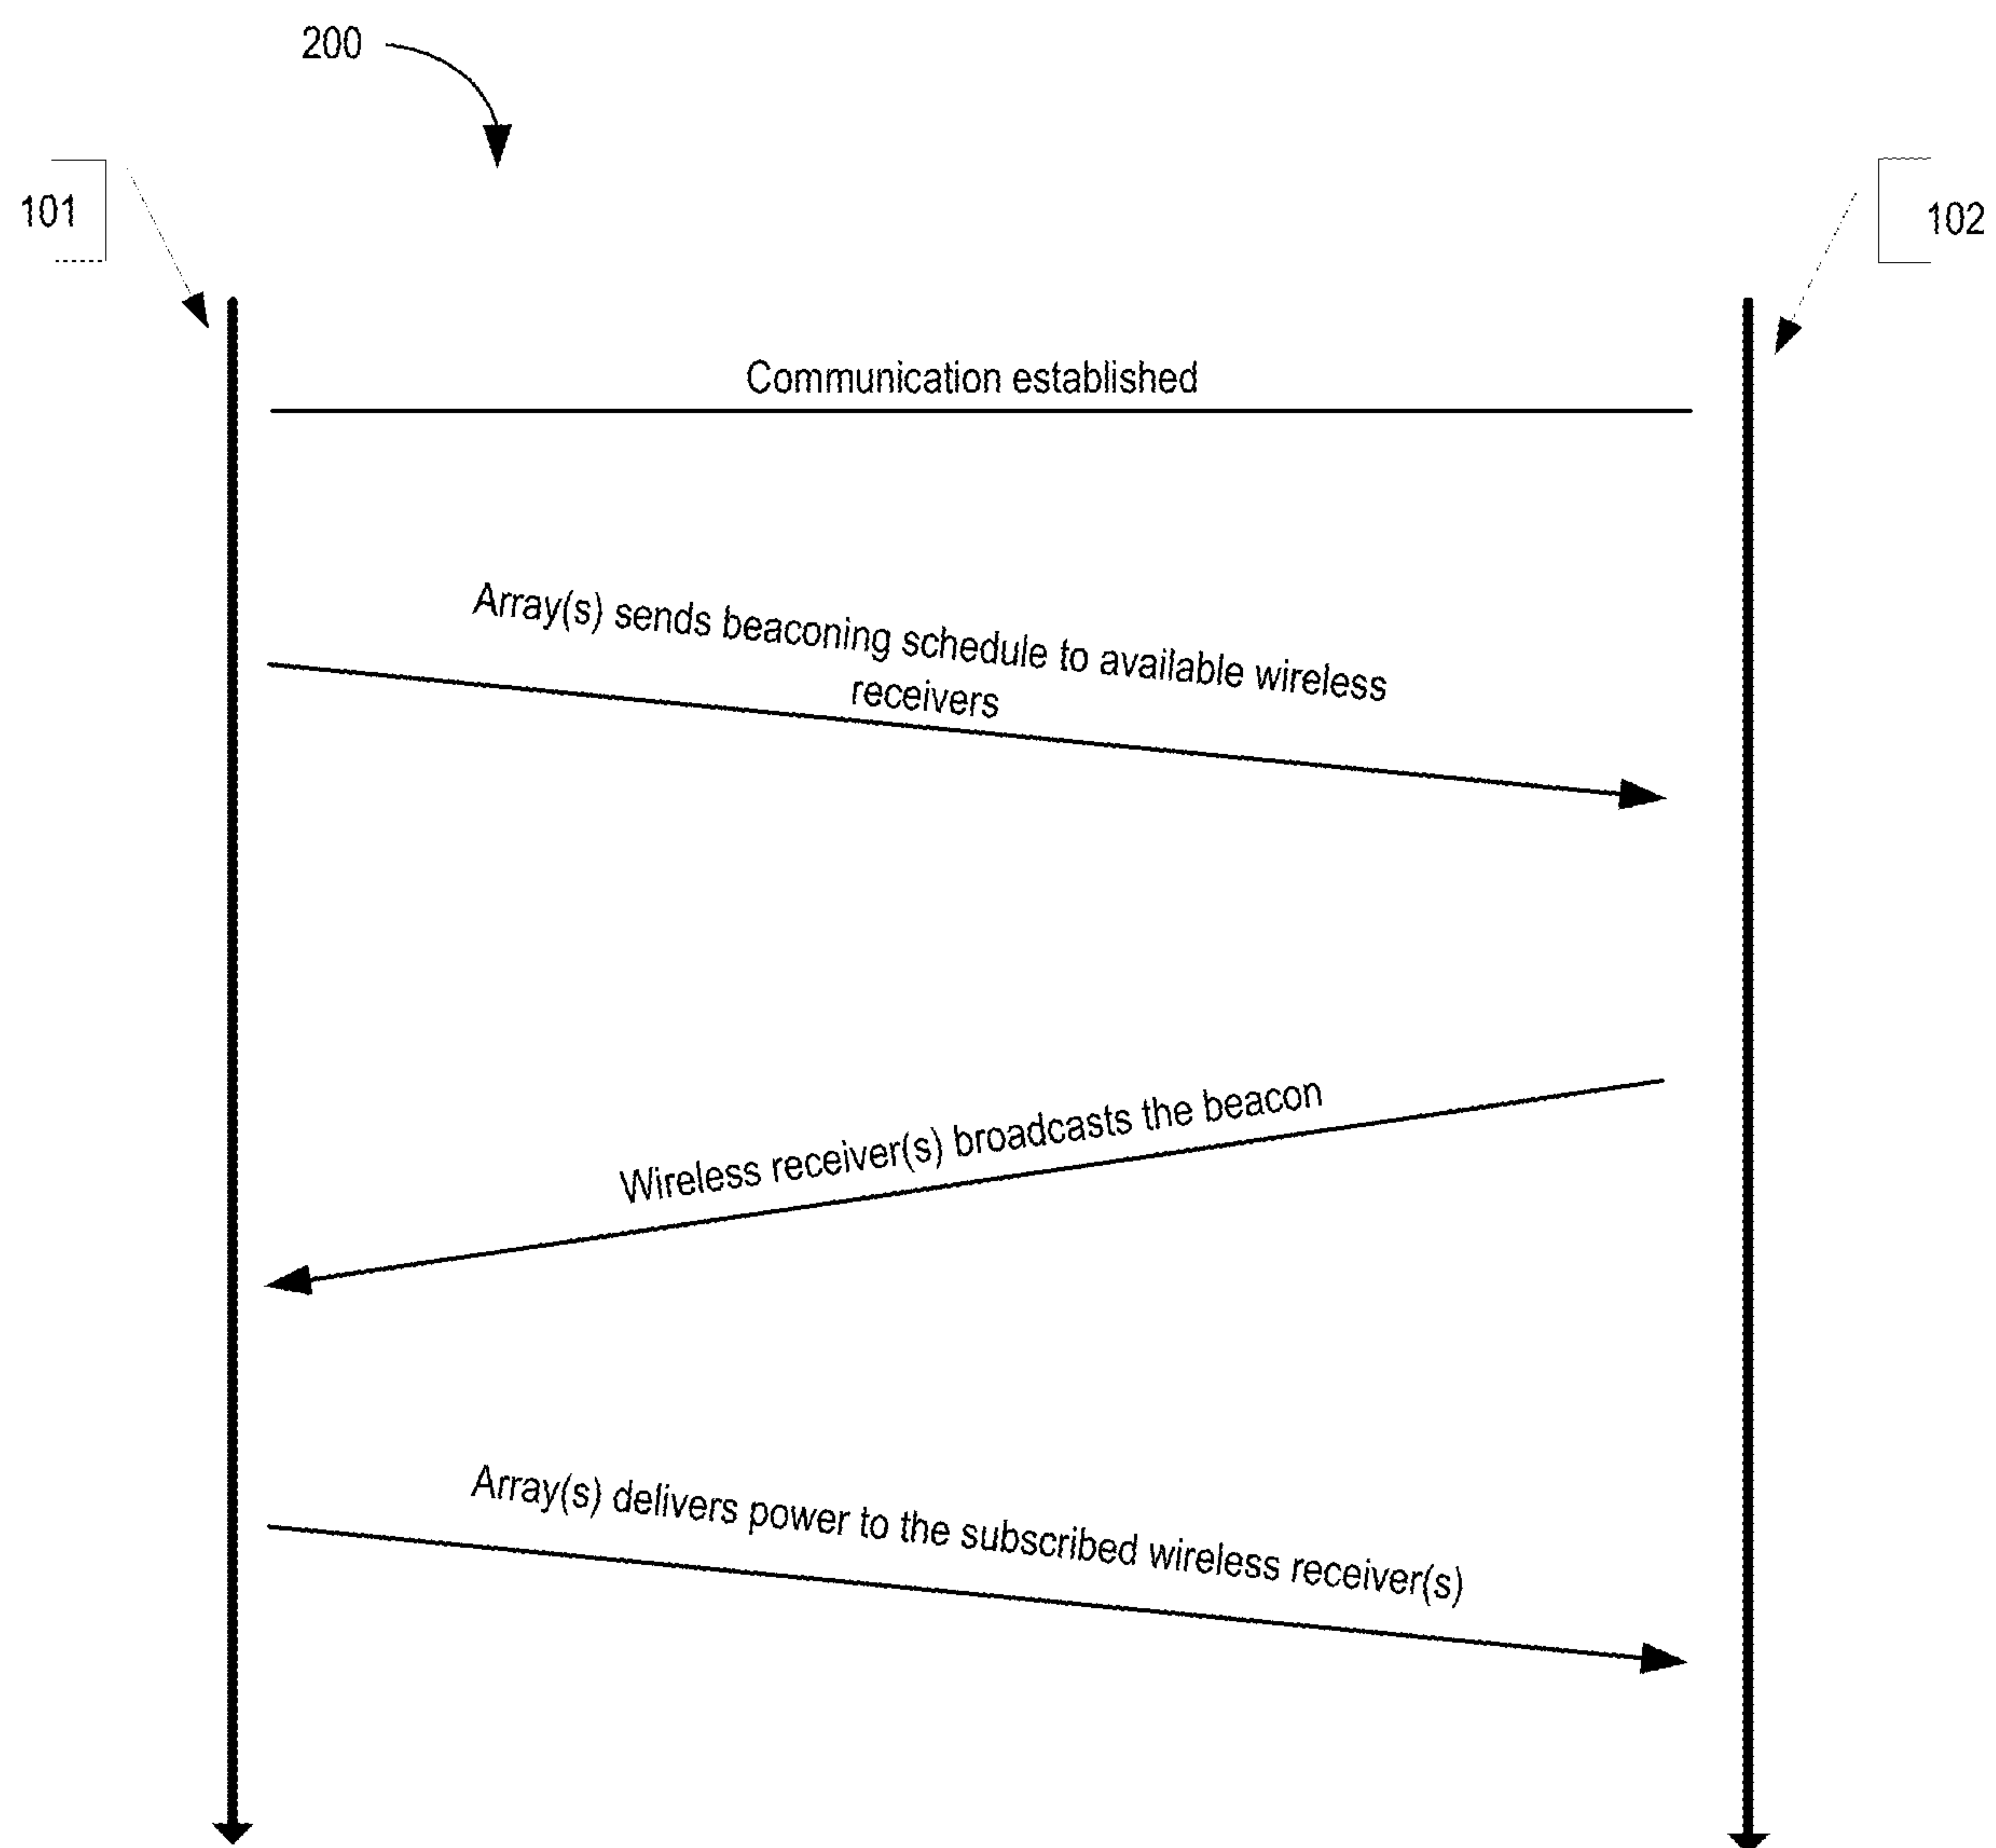 200
101
102
Communication established
Array(s) sends beaconing schedule to available wireless
receivers
Wireless receiver(s) broadcasts the beacon
Array(s) delivers power to the subscribed wireless receiver(s)